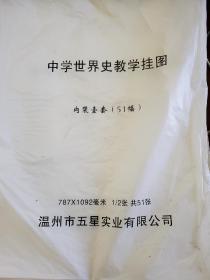 中学世界史教学挂图
内装壹套(51幅)
787X1092毫米 1/2张 共51张
温州市五星实业有限公司